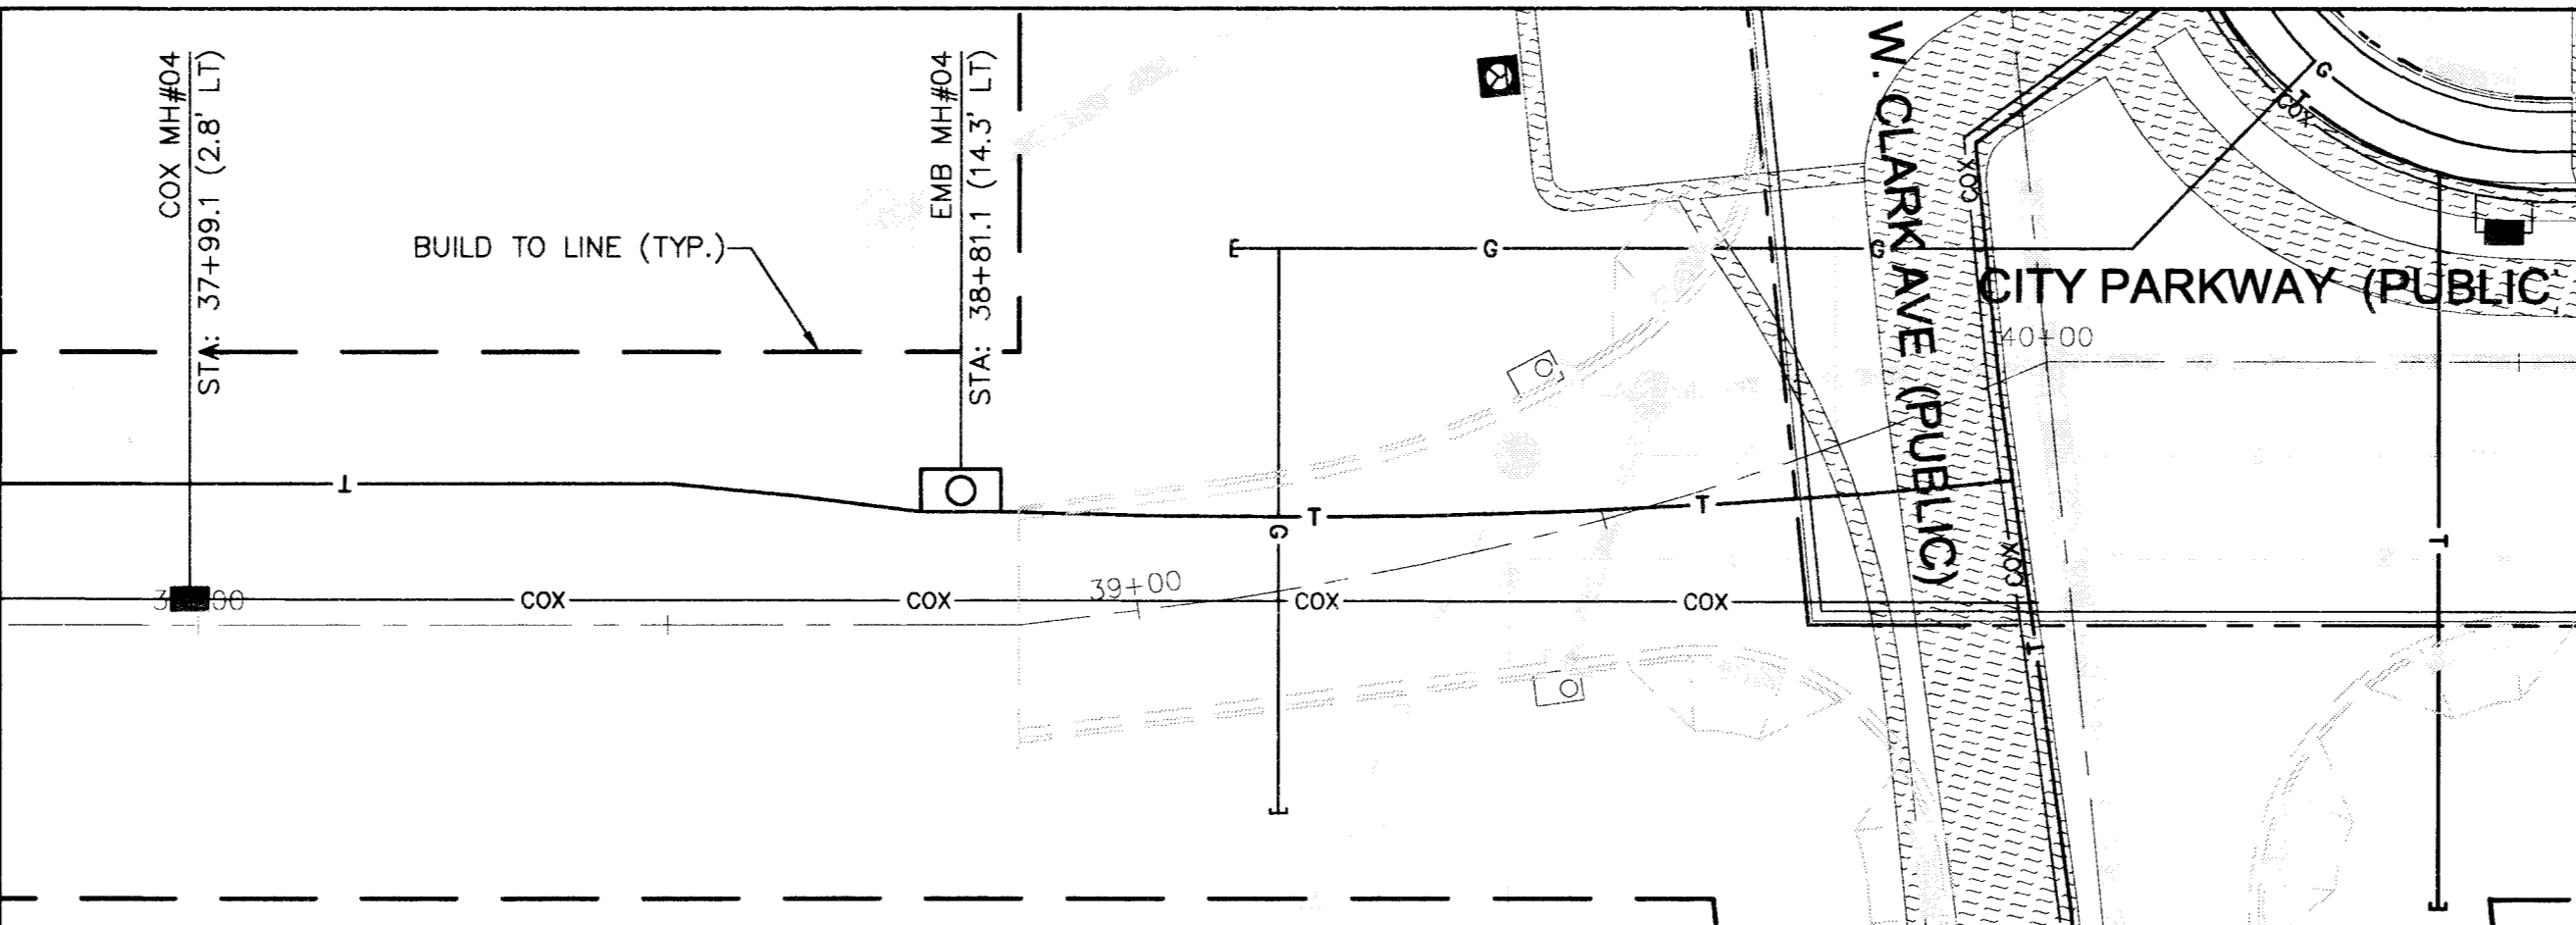 COX MH#04
STA: 37+99.1 (2.8' LT)
EMB MH#04
STA: 38+81.1 (14.3' LT)
BUILD TO LINE (TYP.)
W. CLARK AVE (PUBLIC)
CITY PARKWAY (PUBLIC
40+00
39+00
E
G
G
G
G
T
T
T
T
T
T
COX
COX
COX
COX
COX
COX
COX